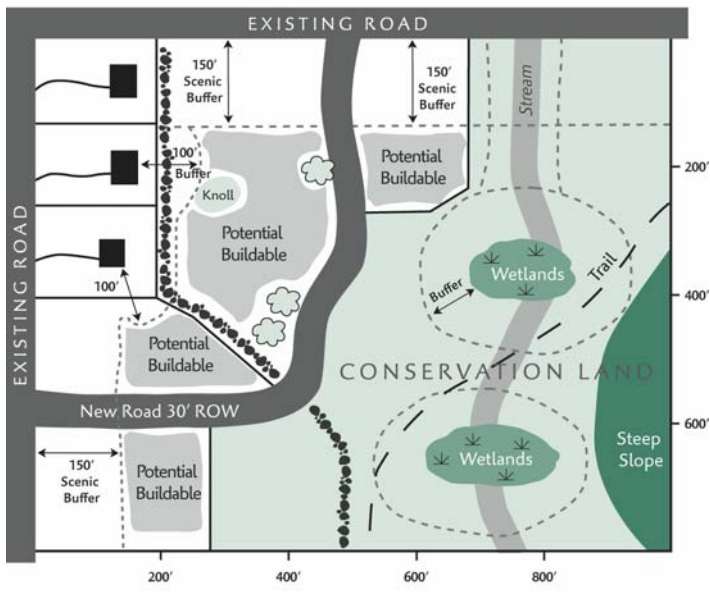 EXISTING ROAD
150'
Scenic
Buffer
150'
Scenic
Buffer
Stream
100'
Buffer
Potential
Buildable
200'
Knoll
Potential
Buildable
EXISTING ROAD
100'
Wetlands
Trail
Buffer
400'
Potential
Buildable
CONSERVATION LAND
New Road 30' ROW
600'
Steep
Slope
150'
Scenic
Buffer
Potential
Buildable
Wetlands
200'
400'
600'
800'